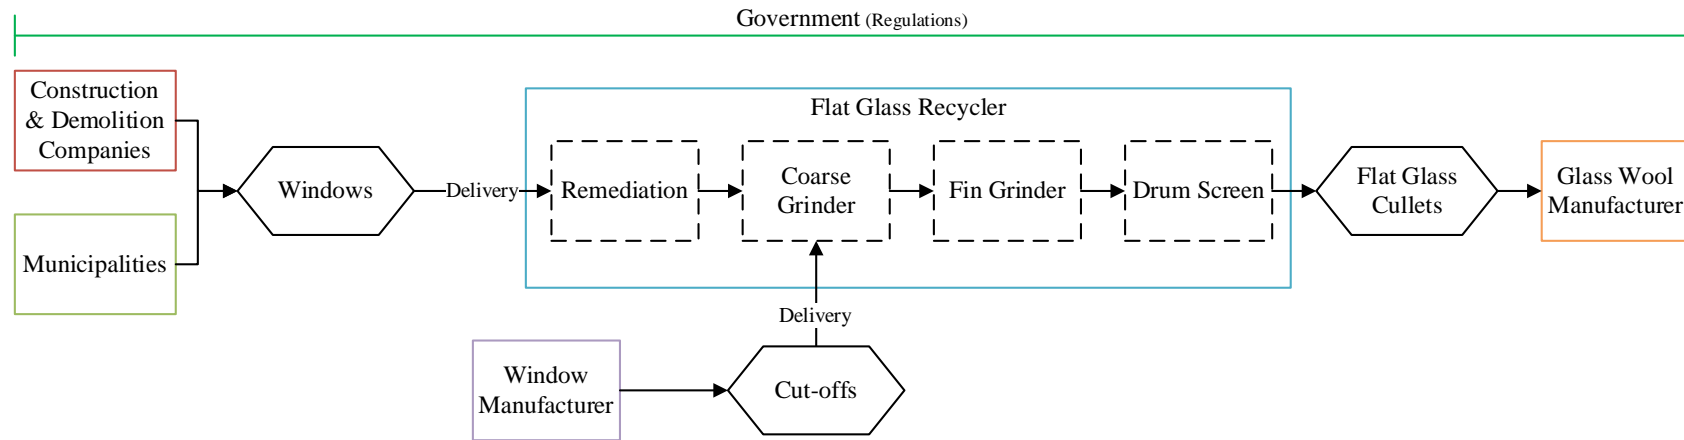 Government (Regulations)
Construction
& Demolition
Companies
Municipalities
Windows
Delivery
Flat Glass Recycler
Remediation
Coarse
Grinder
Fin Grinder
Drum Screen
Flat Glass
Cullets
Glass Wool
Manufacturer
Delivery
Window
Manufacturer
Cut-offs